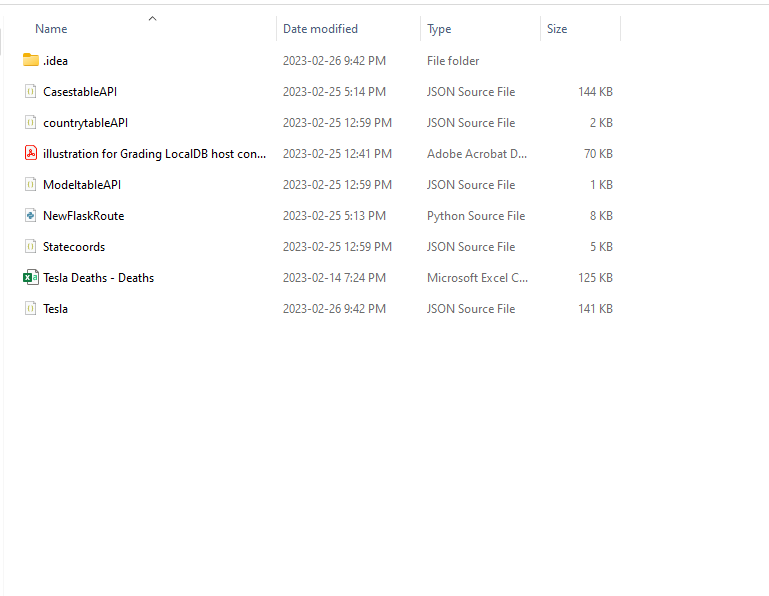 Name Date modified Type Size
.idea 2023-02-26 9:42 PM File folder
CasestableAPI 2023-02-25 5:14 PM JSON Source File 144 KB
countrytableAPI 2023-02-25 12:59 PM JSON Source File 2 KB
illustration for Grading LocalDB host con... 2023-02-25 12:41 PM Adobe Acrobat D... 70 KB
ModeltableAPI 2023-02-25 12:59 PM JSON Source File 1 KB
NewFlaskRoute 2023-02-25 5:13 PM Python Source File 8 KB
Statecoords 2023-02-25 12:59 PM JSON Source File 5 KB
Tesla Deaths - Deaths 2023-02-14 7:24 PM Microsoft Excel C... 125 KB
Tesla 2023-02-26 9:42 PM JSON Source File 141 KB